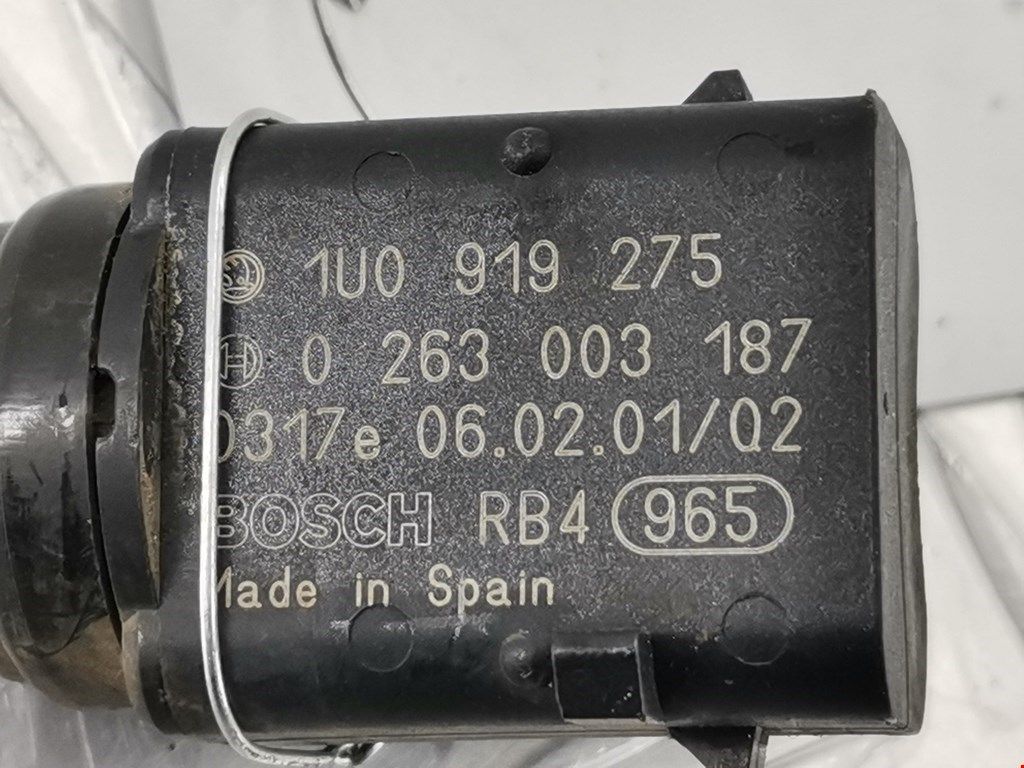 1U0 919 275
0 263 003 187
0317e 06.02.01/02
BOSCH RB4 965
Made in Spain